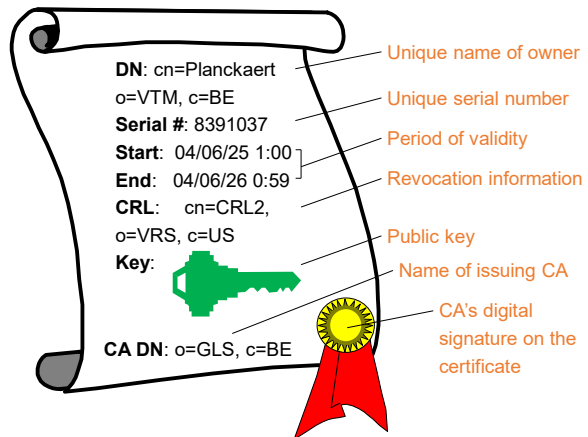 DN: cn=Planckaert
o=VTM, c=BE
Serial #: 8391037
Start: 04/06/25 1:00
End: 04/06/26 0:59
CRL: cn=CRL2,
o=VRS, c=US
Key:
CA DN: o=GLS, c=BE
Unique name of owner
Unique serial number
Period of validity
Revocation information
Public key
Name of issuing CA
CA's digital
signature on the
certificate